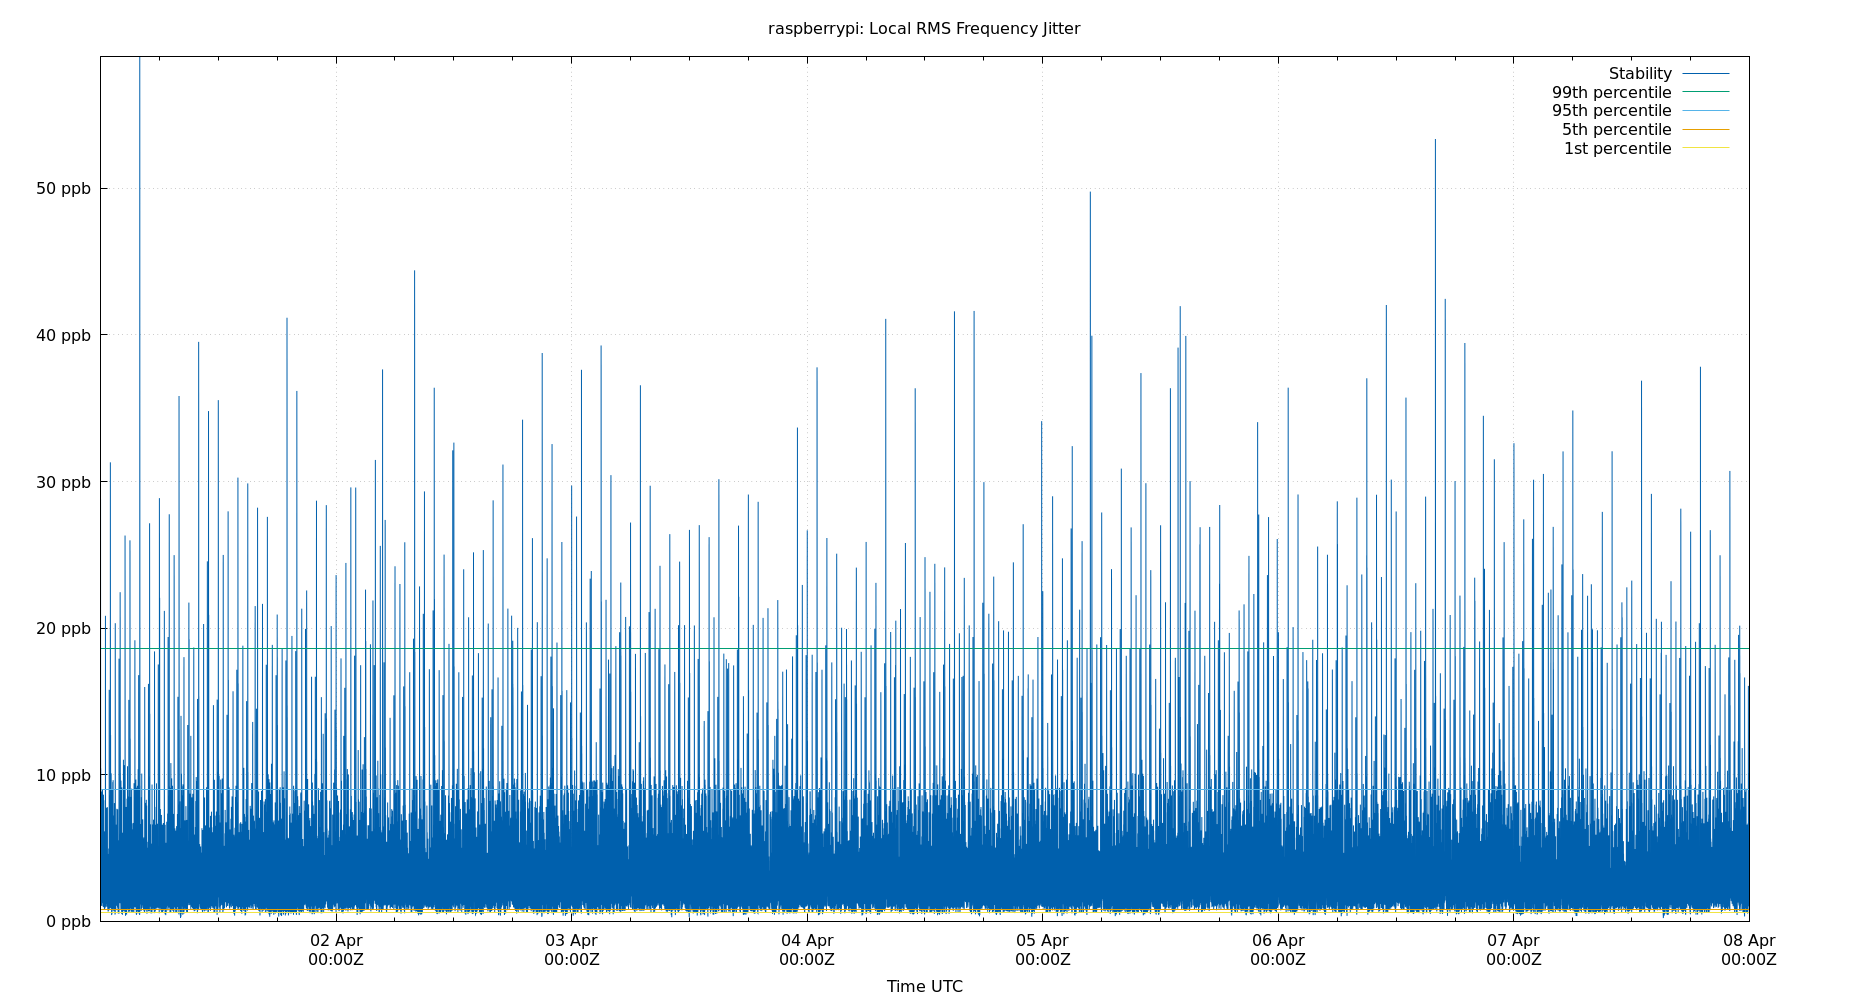 raspberrypi: Local RMS Frequency Jitter
Stability
99th percentile
95th percentile
5th percentile
1st percentile
50 ppb
40 ppb
30 ppb
20 ppb
10 ppb
0 ppb
02 Apr
00:00Z
03 Apr
00:00Z
04 Apr
00:00Z
05 Apr
00:00Z
06 Apr
00:00Z
07 Apr
00:00Z
08 Apr
00:00Z
Time UTC